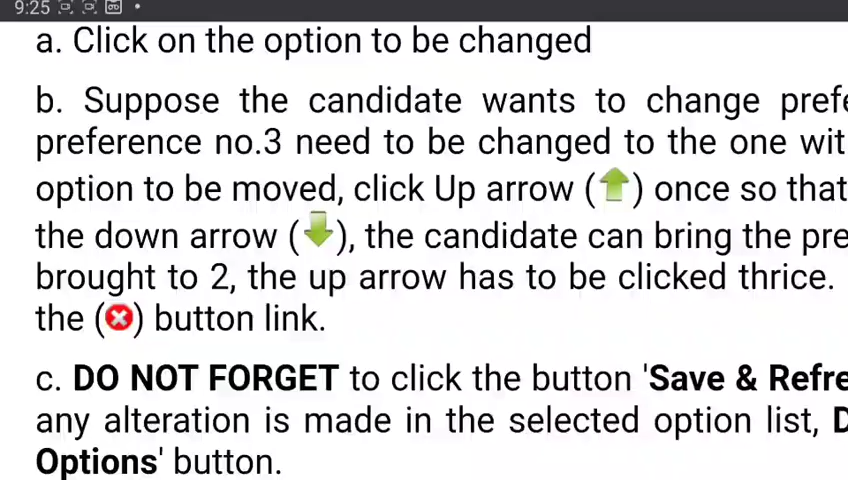 9:25
a. Click on the option to be changed
b. Suppose the candidate wants to change prefe
preference no.3 need to be changed to the one wit
option to be moved, click Up arrow (⬆) once so that
the down arrow (⬇), the candidate can bring the pre
brought to 2, the up arrow has to be clicked thrice.
the (❌) button link.
c. DO NOT FORGET to click the button 'Save & Refre
any alteration is made in the selected option list, D
Options' button.